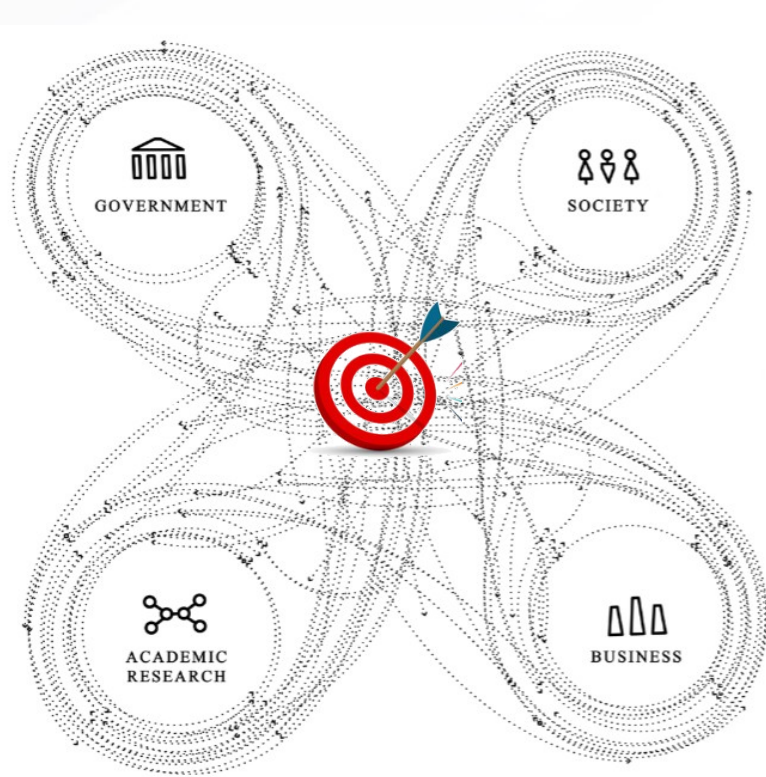 GOVERNMENT
SOCIETY
ACADEMIC
RESEARCH
BUSINESS